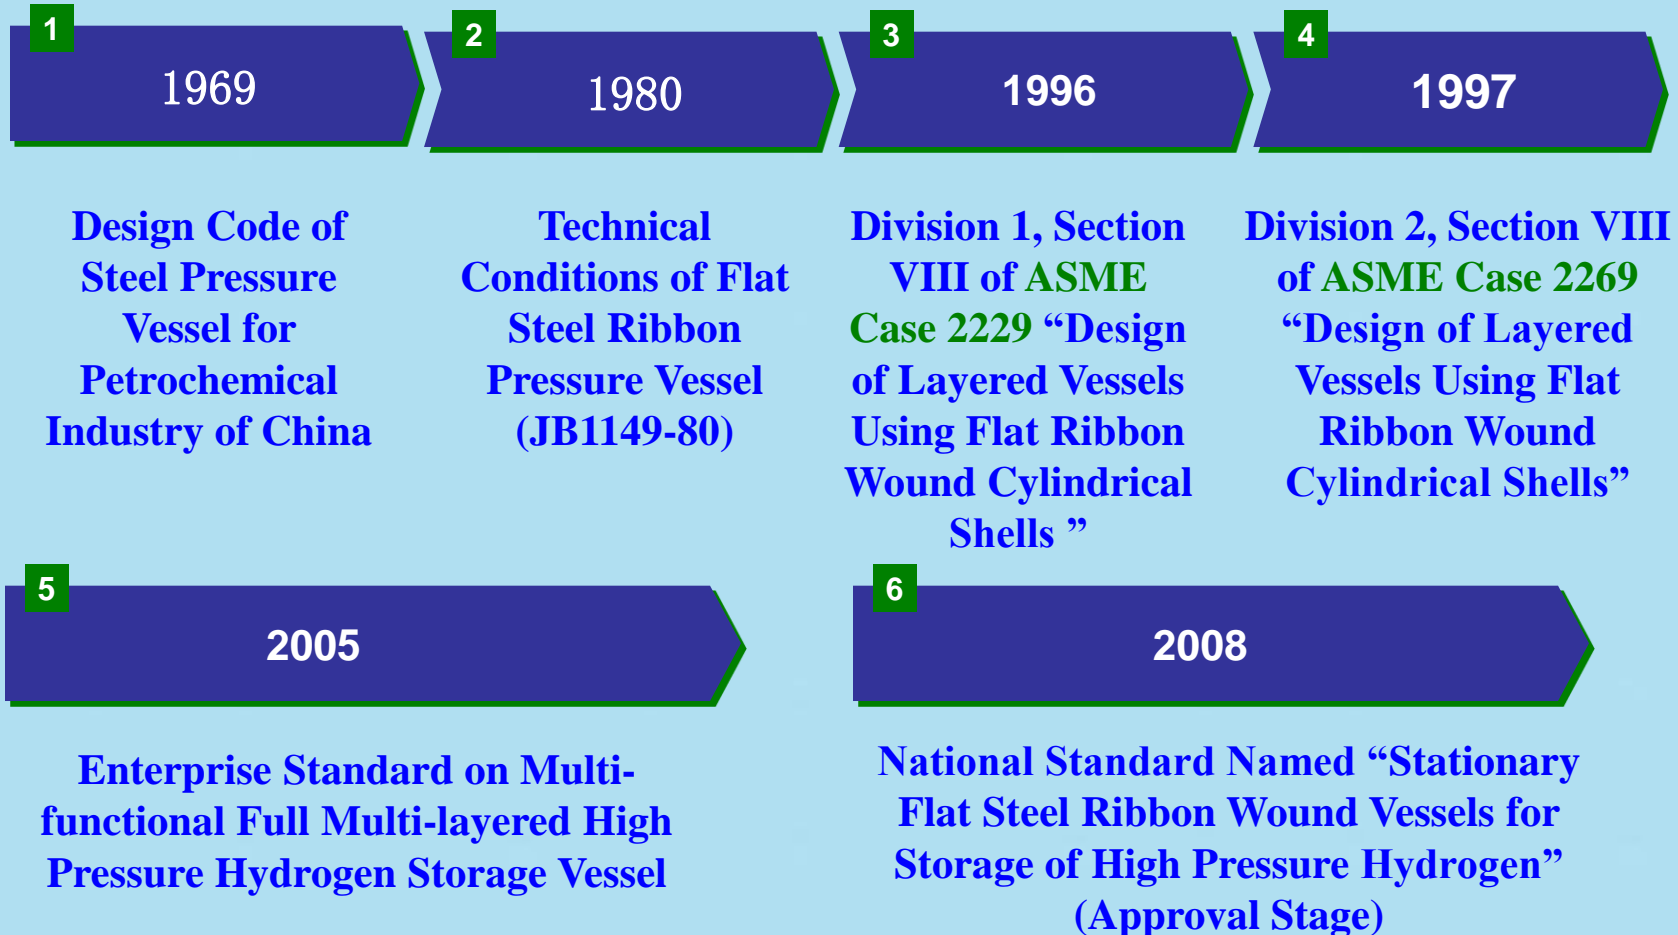 1
1969
Design Code of
Steel Pressure
Vessel for
Petrochemical
Industry of China
2
1980
Technical
Conditions of Flat
Steel Ribbon
Pressure Vessel
(JB1149-80)
3
1996
Division 1, Section
VIII of ASME
Case 2229 “Design
of Layered Vessels
Using Flat Ribbon
Wound Cylindrical
Shells ”
4
1997
Division 2, Section VIII
of ASME Case 2269
“Design of Layered
Vessels Using Flat
Ribbon Wound
Cylindrical Shells”
5
2005
Enterprise Standard on Multi-
functional Full Multi-layered High
Pressure Hydrogen Storage Vessel
6
2008
National Standard Named “Stationary
Flat Steel Ribbon Wound Vessels for
Storage of High Pressure Hydrogen”
(Approval Stage)